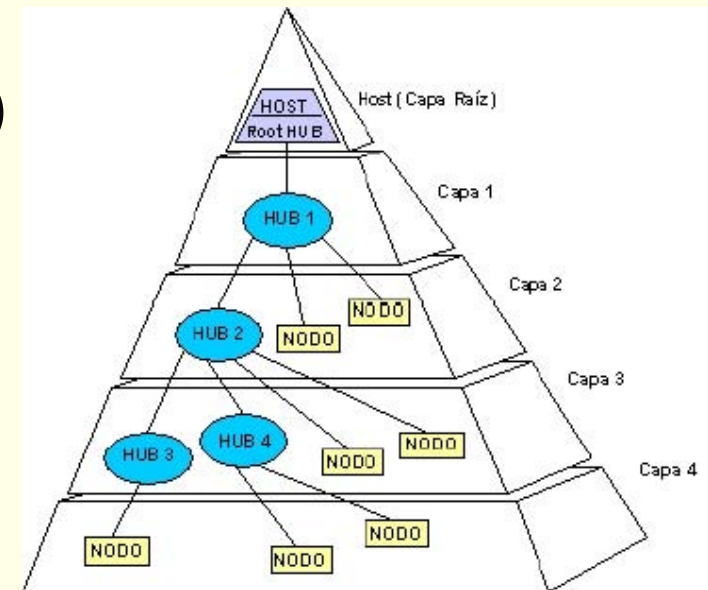 )
HOST
Root HUB
Host (Capa Raíz)
Capa 1
HUB 1
Capa 2
NODO
HUB 2
NODO
Capa 3
HUB 4
NODO
HUB 3
NODO
Capa 4
NODO
NODO
NODO